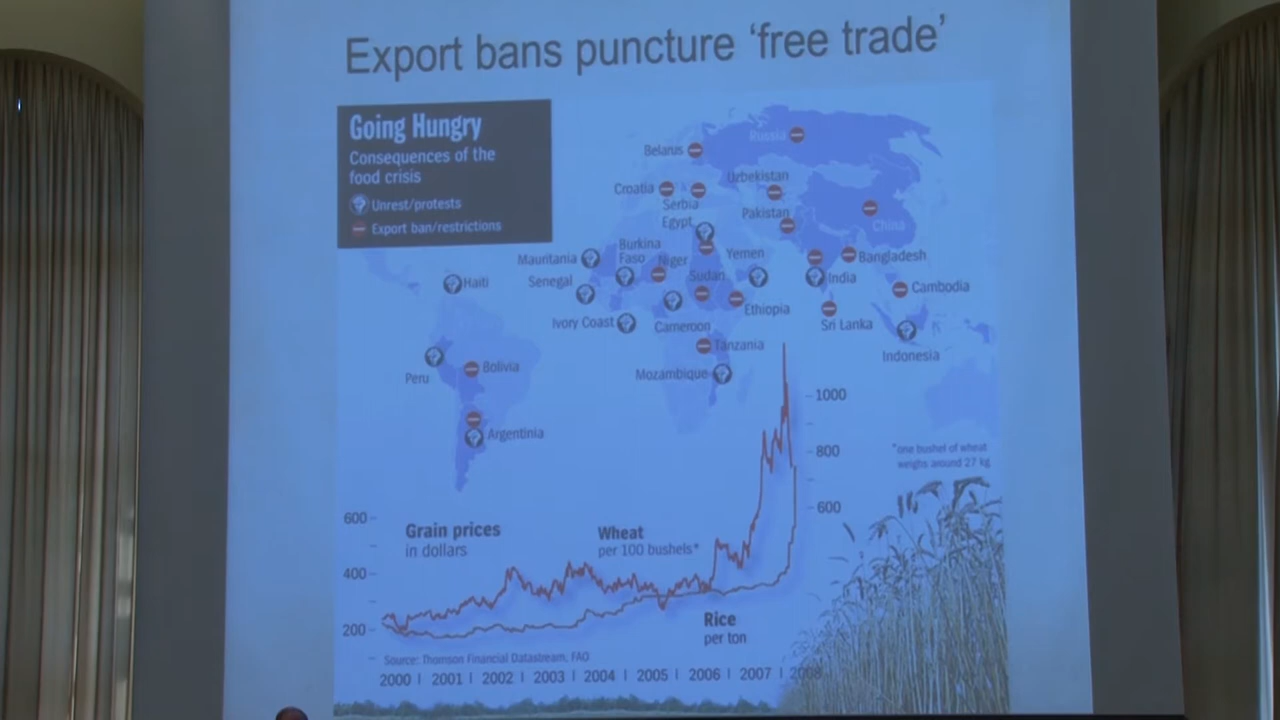 Export bans puncture ‘free trade’
Going Hungry
Consequences of the
food crisis
Unrest/protests
Export ban/restrictions
Russia
Belarus
Uzbekistan
Croatia
Serbia
Pakistan
Egypt
China
Burkina
Faso
Mauritania
Niger
Yemen
Bangladesh
Haiti
Senegal
Sudan
India
Cambodia
Ethiopia
Ivory Coast
Cameroon
Sri Lanka
Tanzania
Indonesia
Peru
Bolivia
Mozambique
Argentinia
1000
800
600
*one bushel of wheat
weighs around 27 kg
600
400
200
Grain prices
in dollars
Wheat
per 100 bushels*
Rice
per ton
Source: Thomson Financial Datastream, FAO
2000 | 2001 | 2002 | 2003 | 2004 | 2005 | 2006 | 2007 | 2008